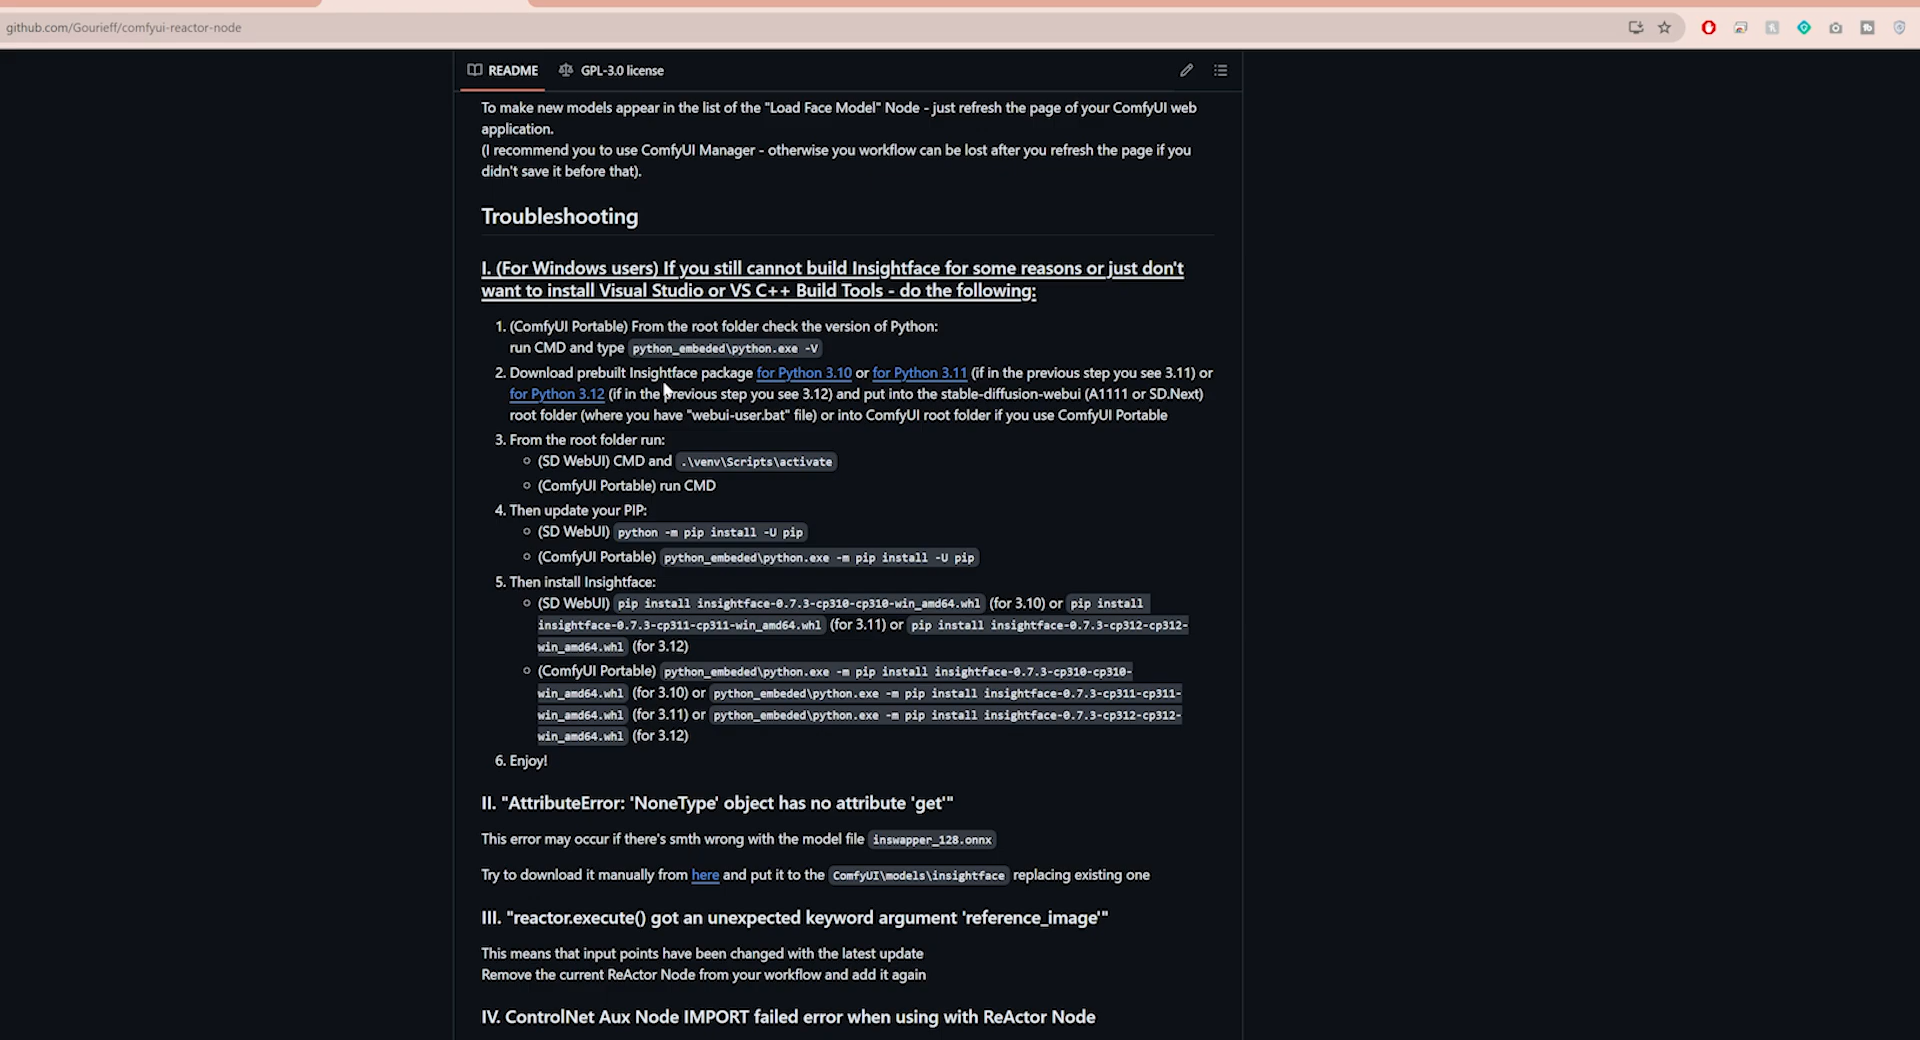 github.com/Gourieff/comfyui-reactor-node
README GPL-3.0 license
To make new models appear in the list of the "Load Face Model" Node - just refresh the page of your ComfyUI web
application.
(I recommend you to use ComfyUI Manager - otherwise you workflow can be lost after you refresh the page if you
didn't save it before that).
Troubleshooting
I. (For Windows users) If you still cannot build Insightface for some reasons or just don't
want to install Visual Studio or VS C++ Build Tools - do the following:
1. (ComfyUI Portable) From the root folder check the version of Python:
run CMD and type python_embeded\python.exe -V
2. Download prebuilt Insightface package for Python 3.10 or for Python 3.11 (if in the previous step you see 3.11) or
for Python 3.12 (if in the previous step you see 3.12) and put into the stable-diffusion-webui (A1111 or SD.Next)
root folder (where you have "webui-user.bat" file) or into ComfyUI root folder if you use ComfyUI Portable
3. From the root folder run:
(SD WebUI) CMD and .\venv\Scripts\activate
(ComfyUI Portable) run CMD
4. Then update your PIP:
(SD WebUI) python -m pip install -U pip
(ComfyUI Portable) python_embeded\python.exe -m pip install -U pip
5. Then install Insightface:
(SD WebUI) pip install insightface-0.7.3-cp310-cp310-win_amd64.whl (for 3.10) or pip install
insightface-0.7.3-cp311-cp311-win_amd64.whl (for 3.11) or pip install insightface-0.7.3-cp312-cp312-
win_amd64.whl (for 3.12)
(ComfyUI Portable) python_embeded\python.exe -m pip install insightface-0.7.3-cp310-cp310-
win_amd64.whl (for 3.10) or python_embeded\python.exe -m pip install insightface-0.7.3-cp311-cp311-
win_amd64.whl (for 3.11) or python_embeded\python.exe -m pip install insightface-0.7.3-cp312-cp312-
win_amd64.whl (for 3.12)
6. Enjoy!
II. "AttributeError: 'NoneType' object has no attribute 'get'"
This error may occur if there's smth wrong with the model file inswapper_128.onnx
Try to download it manually from here and put it to the ComfyUI\models\insightface replacing existing one
III. "reactor.execute() got an unexpected keyword argument 'reference_image'"
This means that input points have been changed with the latest update
Remove the current ReActor Node from your workflow and add it again
IV. ControlNet Aux Node IMPORT failed error when using with ReActor Node